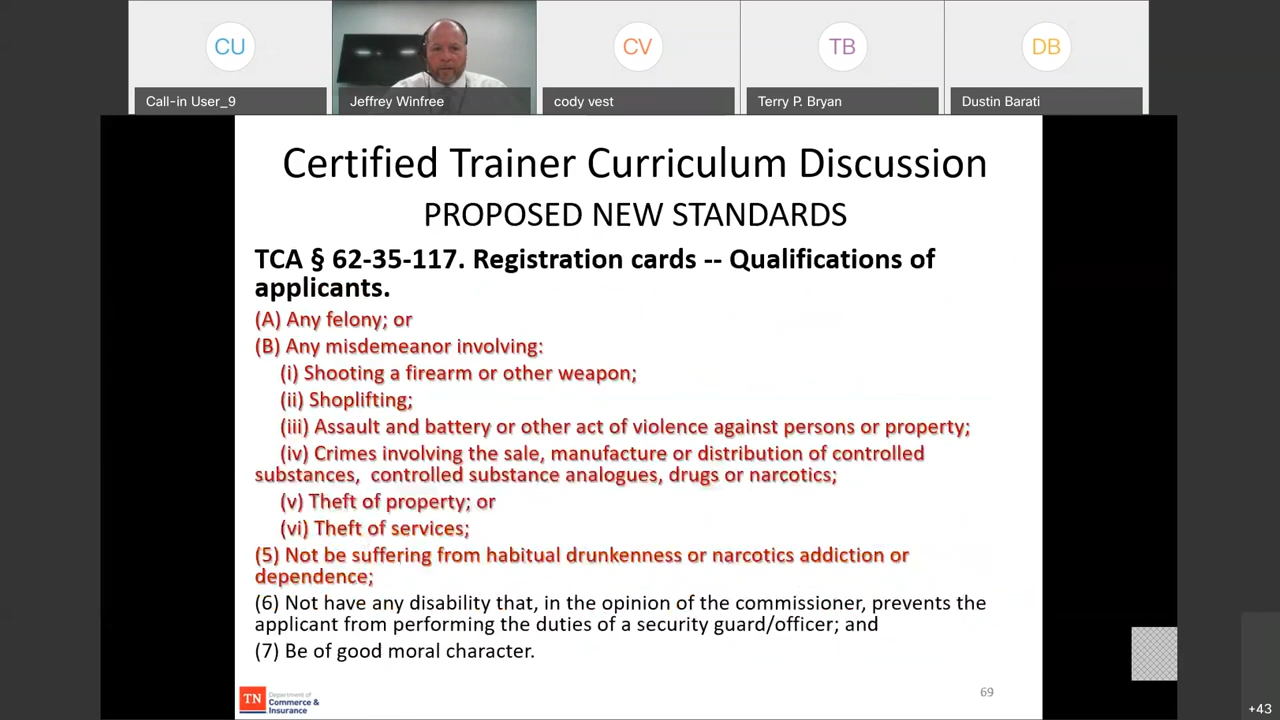 CU
CV
TB
DB
Call-in User_9
Jeffrey Winfree
cody vest
Terry P. Bryan
Dustin Barati
Certified Trainer Curriculum Discussion
PROPOSED NEW STANDARDS
TCA § 62-35-117. Registration cards -- Qualifications of
applicants.
(A) Any felony; or
(B) Any misdemeanor involving:
(i) Shooting a firearm or other weapon;
(ii) Shoplifting;
(iii) Assault and battery or other act of violence against persons or property;
(iv) Crimes involving the sale, manufacture or distribution of controlled
substances, controlled substance analogues, drugs or narcotics;
(v) Theft of property; or
(vi) Theft of services;
(5) Not be suffering from habitual drunkenness or narcotics addiction or
dependence;
(6) Not have any disability that, in the opinion of the commissioner, prevents the
applicant from performing the duties of a security guard/officer; and
(7) Be of good moral character.
TN
Department of
Commerce &
Insurance
69
+43